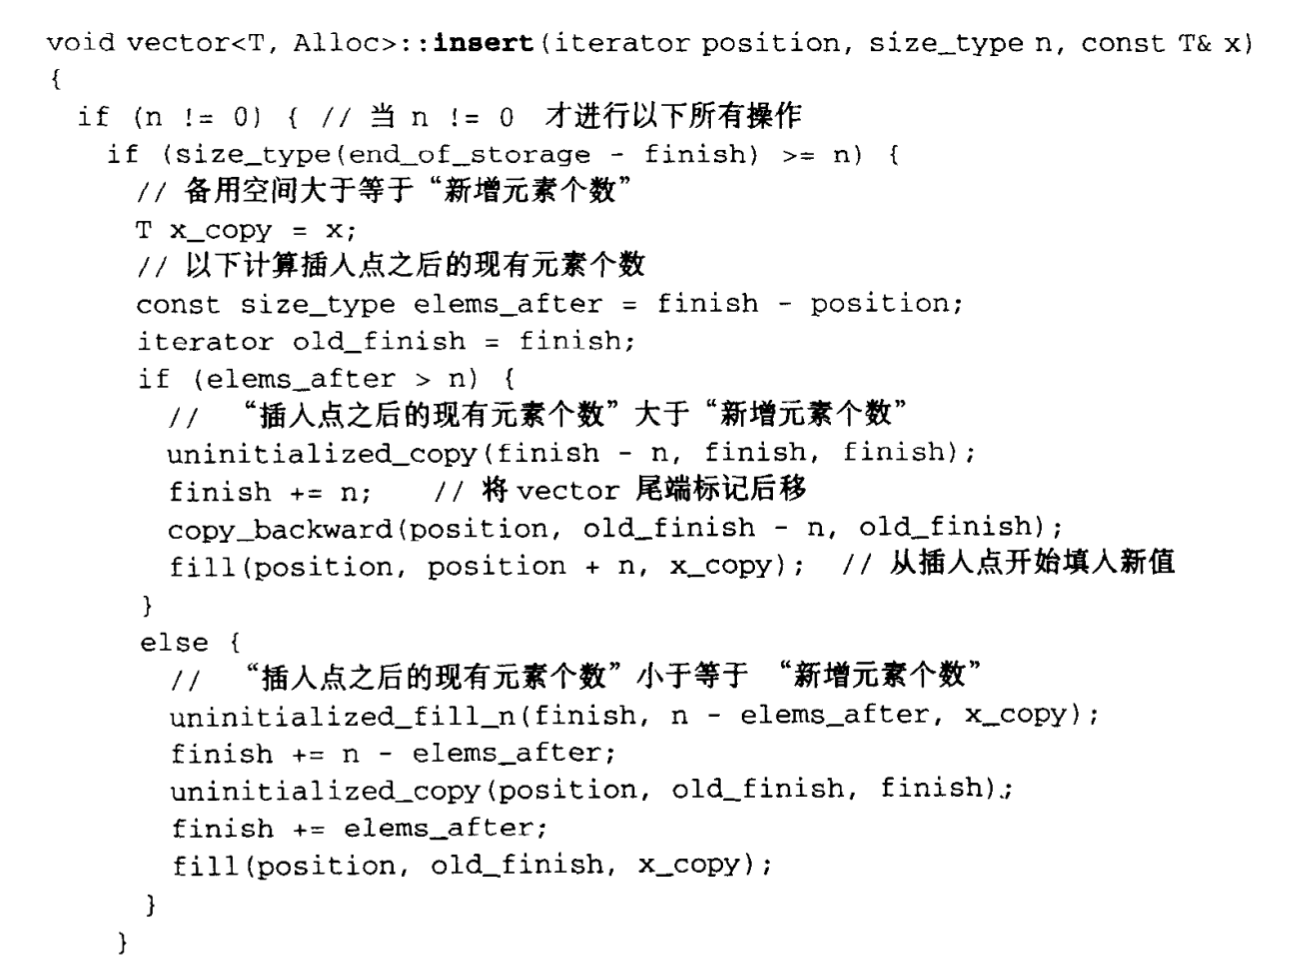 void vector<T, Alloc>::insert(iterator position, size_type n, const T& x)
{
if (n != 0) { // 当 n != 0 才进行以下所有操作
if (size_type(end_of_storage - finish) >= n) {
// 备用空间大于等于“新增元素个数”
T x_copy = x;
// 以下计算插入点之后的现有元素个数
const size_type elems_after = finish - position;
iterator old_finish = finish;
if (elems_after > n) {
// “插入点之后的现有元素个数”大于“新增元素个数”
uninitialized_copy(finish - n, finish, finish);
finish += n; // 将 vector 尾端标记后移
copy_backward(position, old_finish - n, old_finish);
fill(position, position + n, x_copy); // 从插入点开始填入新值
}
else {
// “插入点之后的现有元素个数”小于等于 “新增元素个数”
uninitialized_fill_n(finish, n - elems_after, x_copy);
finish += n - elems_after;
uninitialized_copy(position, old_finish, finish);
finish += elems_after;
fill(position, old_finish, x_copy);
}
}